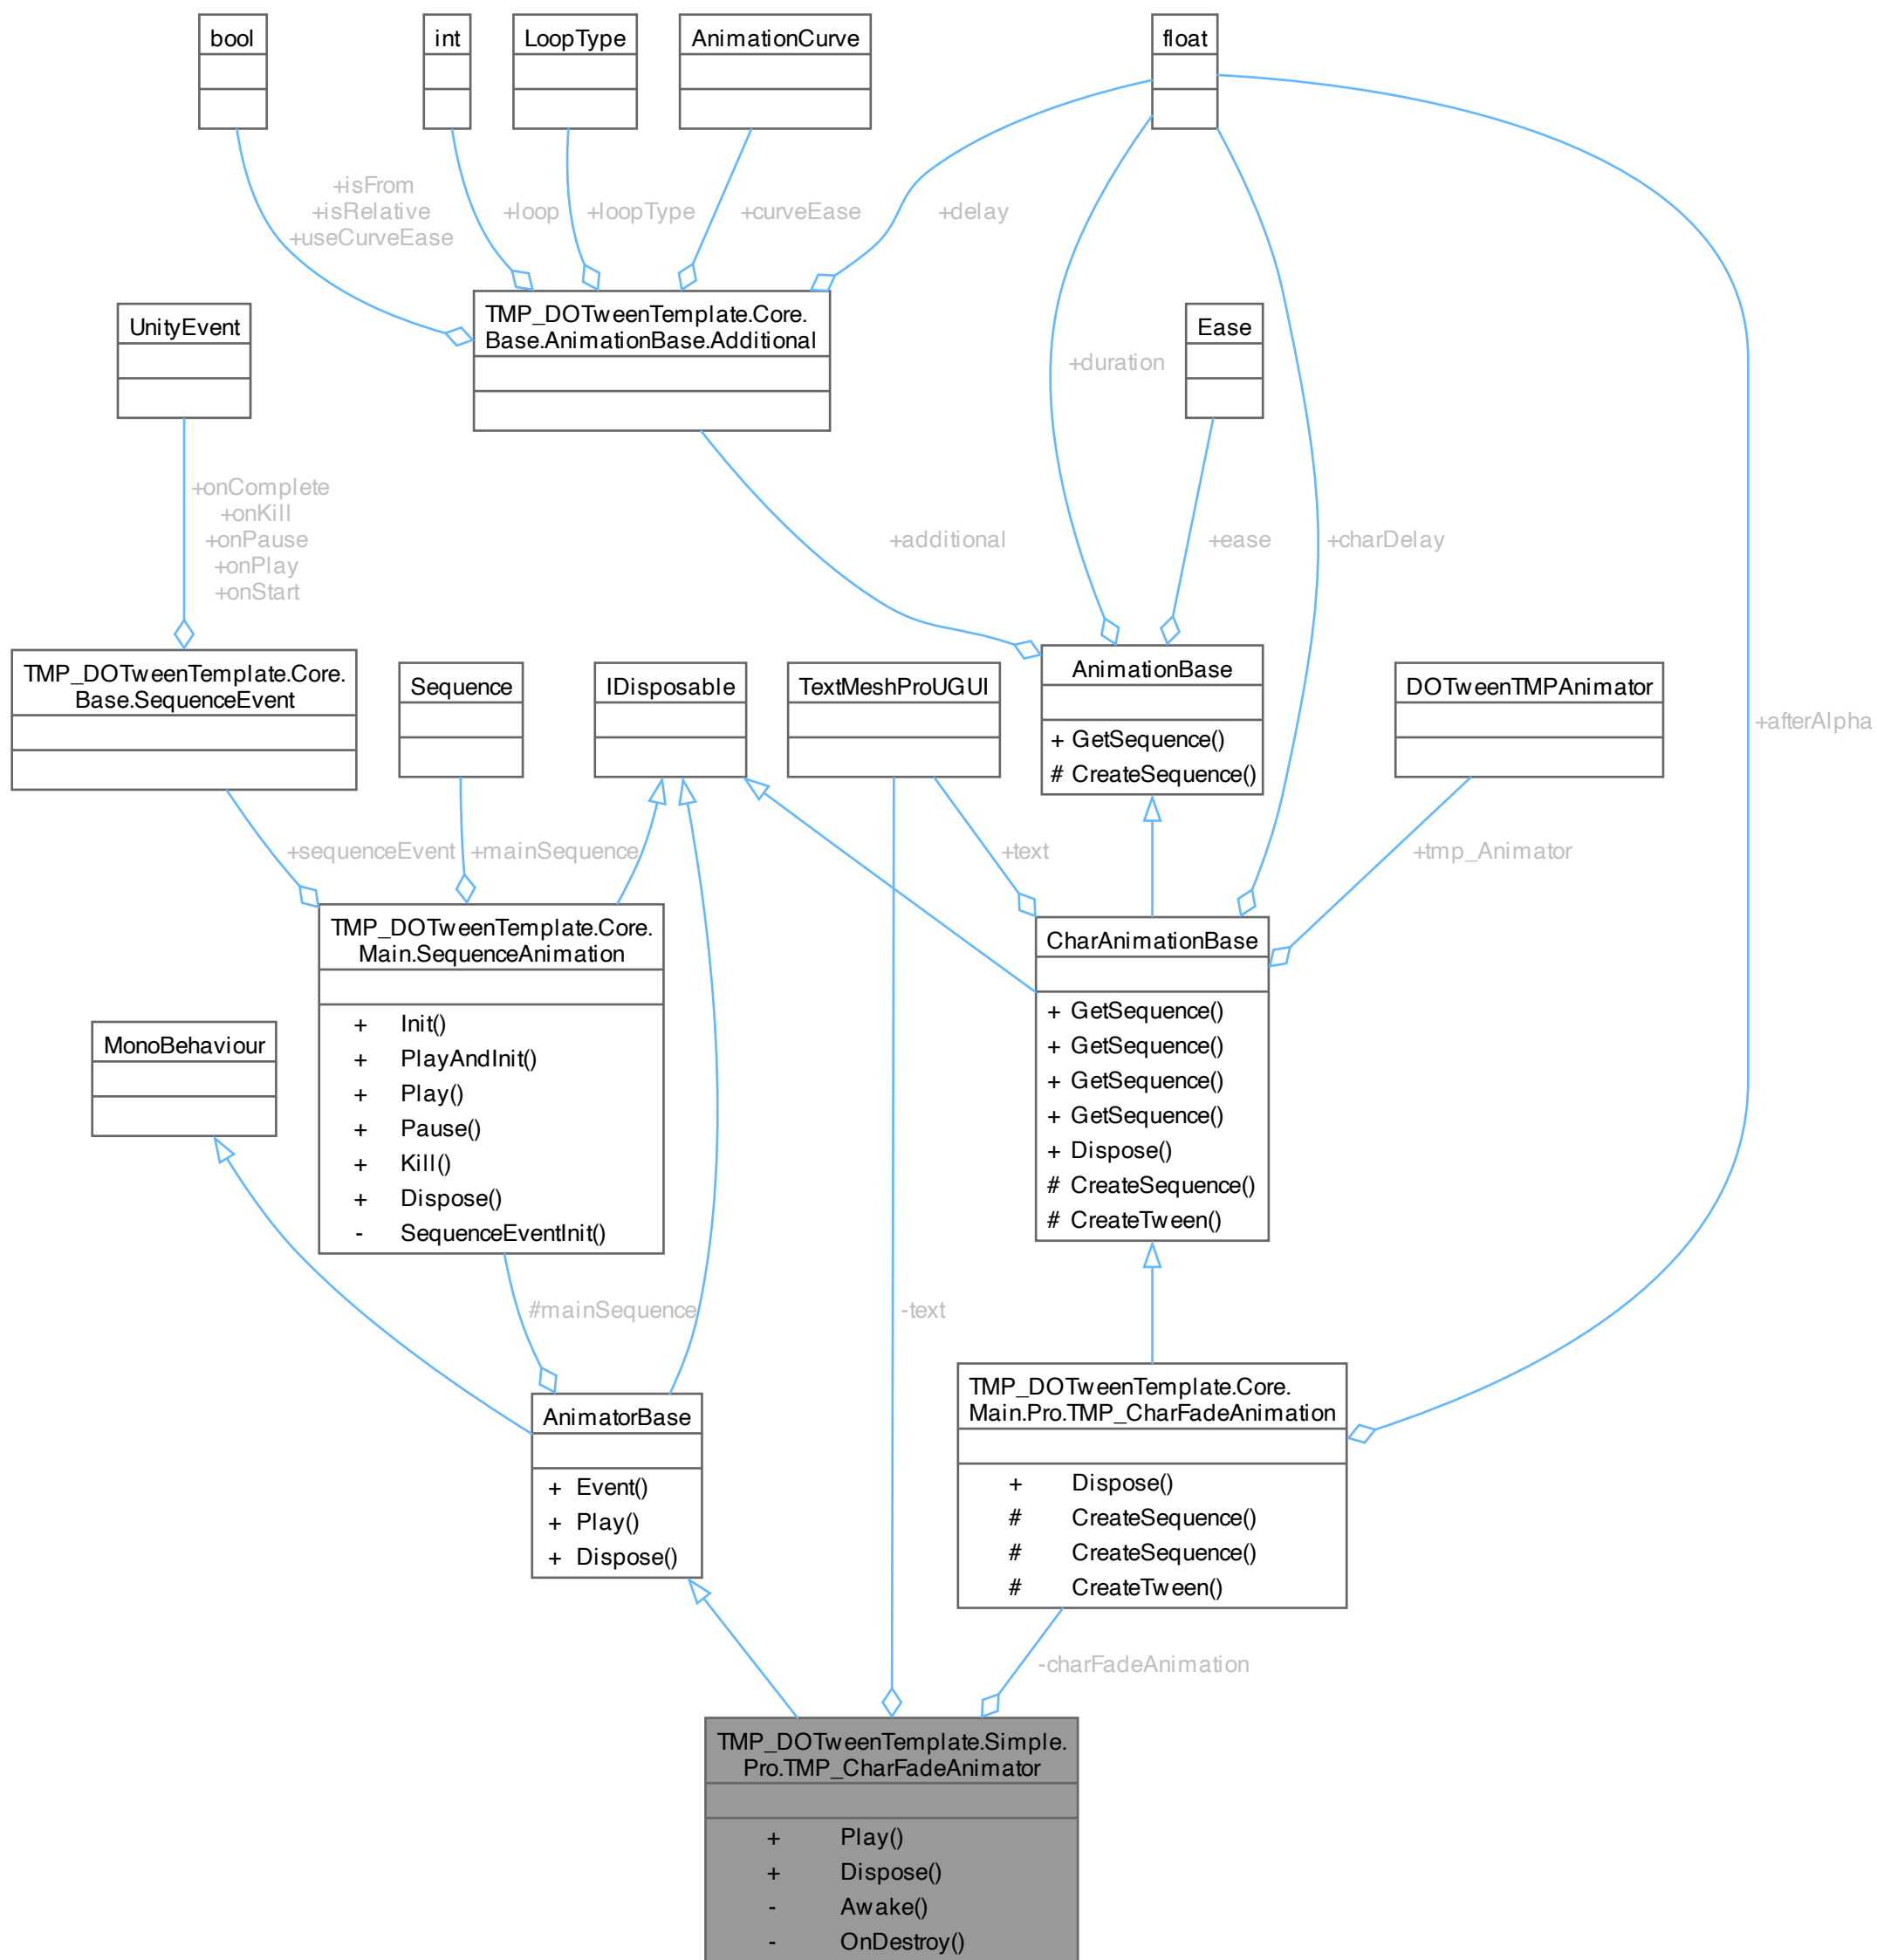 bool
int
LoopType
AnimationCurve
float
+isFrom
+isRelative
+useCurveEase
+loop
+loopType
+curveEase
+delay
UnityEvent
TMP_DOTweenTemplate.Core.
Base.AnimationBase.Additional
Ease
+duration
+onComplete
+onKill
+onPause
+onPlay
+onStart
+additional
+ease
+charDelay
TMP_DOTweenTemplate.Core.
Base.SequenceEvent
Sequence
IDisposable
TextMeshProUGUI
AnimationBase
+ GetSequence()
# CreateSequence()
DOTweenTMPAnimator
+afterAlpha
+sequenceEvent
+mainSequence
+text
+tmp_Animator
TMP_DOTweenTemplate.Core.
Main.SequenceAnimation
+ Init()
+ PlayAndInit()
+ Play()
+ Pause()
+ Kill()
+ Dispose()
- SequenceEventInit()
CharAnimationBase
+ GetSequence()
+ GetSequence()
+ GetSequence()
+ GetSequence()
+ Dispose()
# CreateSequence()
# CreateTween()
MonoBehaviour
#mainSequence
-text
AnimatorBase
+ Event()
+ Play()
+ Dispose()
TMP_DOTweenTemplate.Core.
Main.Pro.TMP_CharFadeAnimation
+ Dispose()
# CreateSequence()
# CreateSequence()
# CreateTween()
-charFadeAnimation
TMP_DOTweenTemplate.Simple.
Pro.TMP_CharFadeAnimator
+ Play()
+ Dispose()
- Awake()
- OnDestroy()